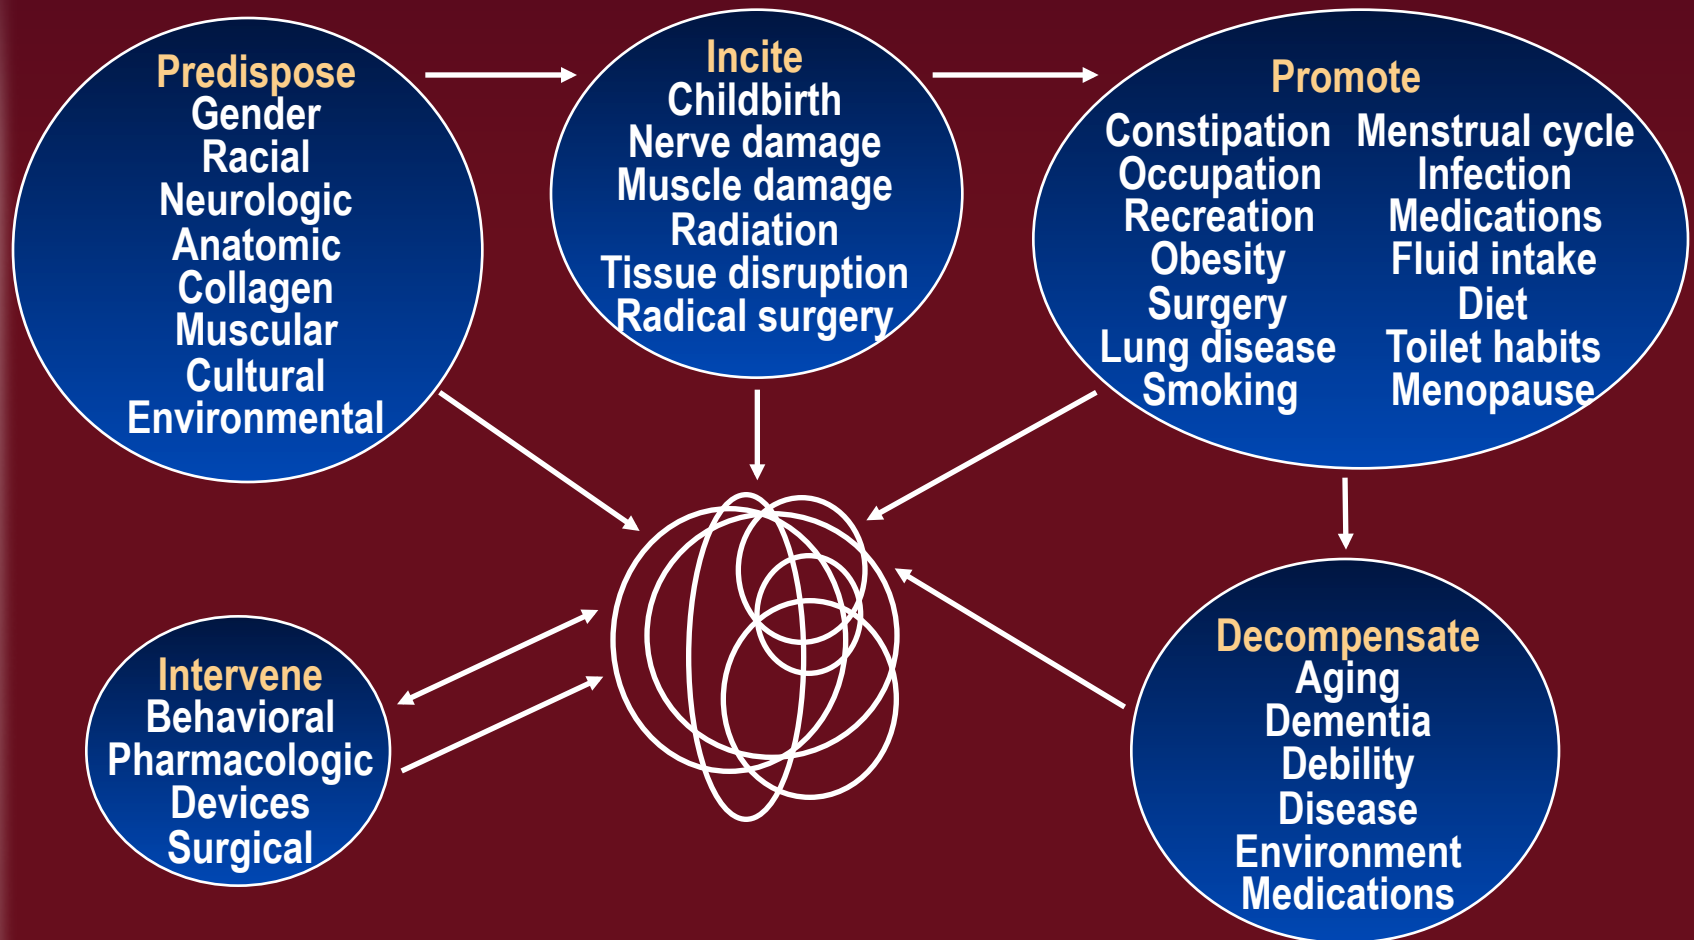 Predispose
Gender
Racial
Neurologic
Anatomic
Collagen
Muscular
Cultural
Environmental
Incite
Childbirth
Nerve damage
Muscle damage
Radiation
Tissue disruption
Radical surgery
Promote
Constipation
Occupation
Recreation
Obesity
Surgery
Lung disease
Smoking
Menstrual cycle
Infection
Medications
Fluid intake
Diet
Toilet habits
Menopause
Intervene
Behavioral
Pharmacologic
Devices
Surgical
Decompensate
Aging
Dementia
Debility
Disease
Environment
Medications